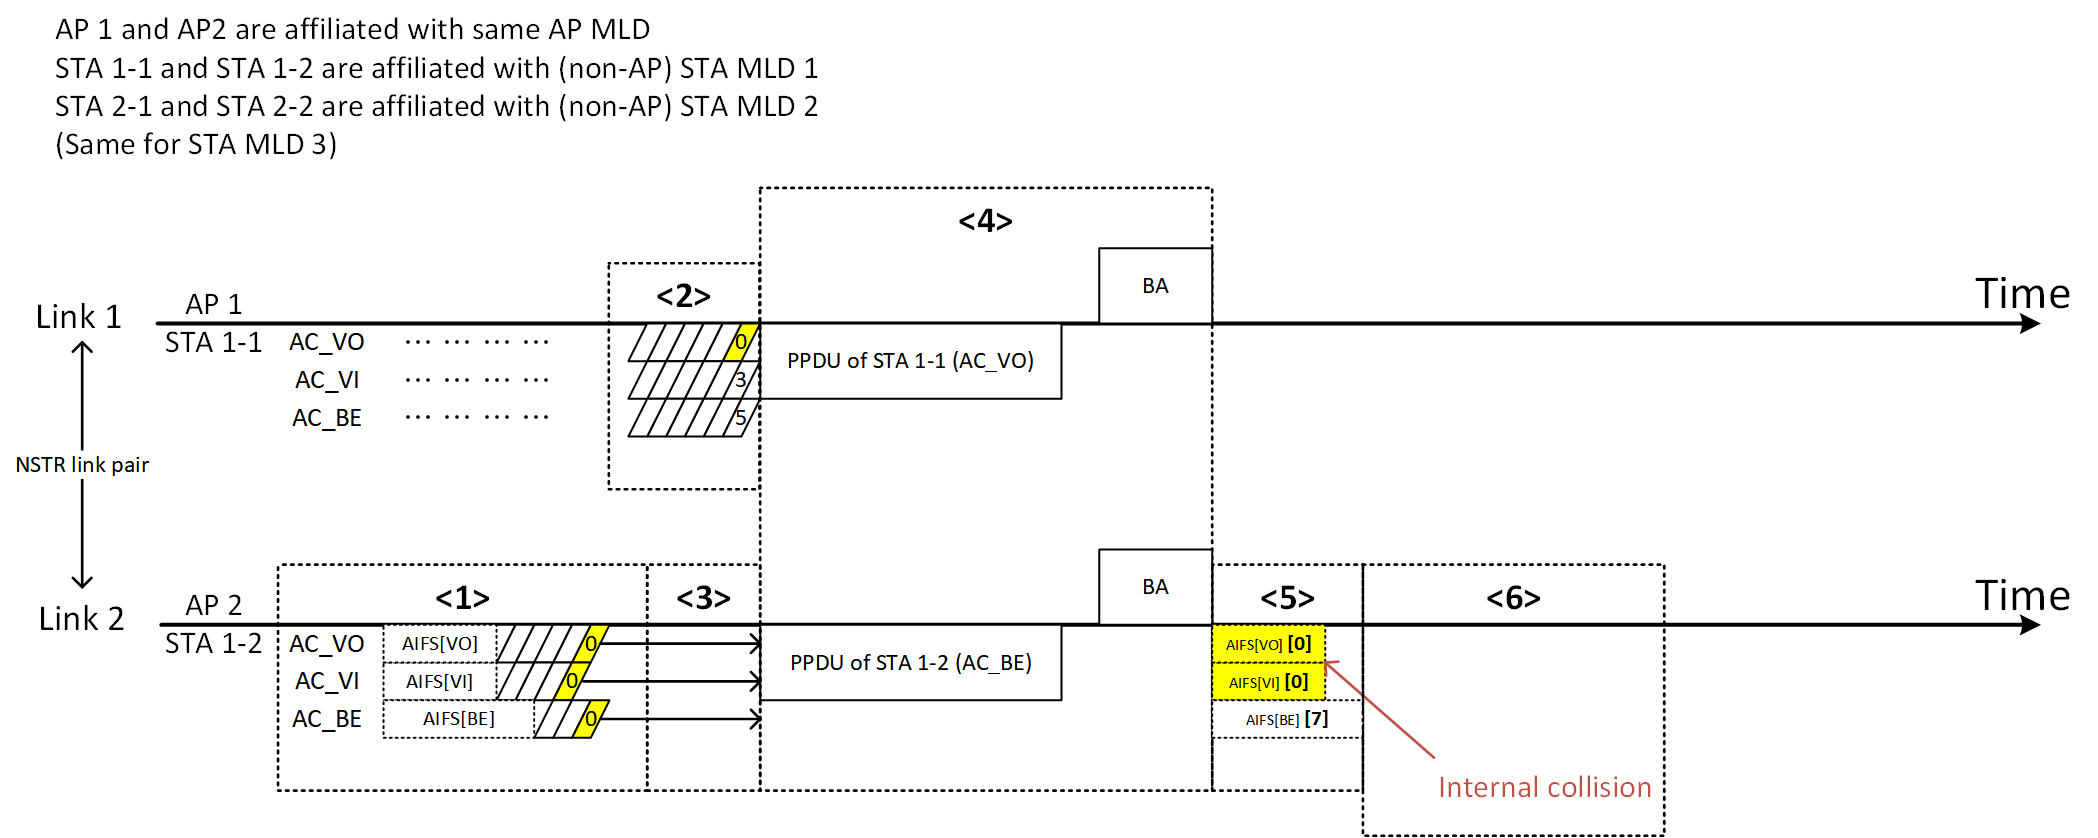 AP 1 and AP2 are affiliated with same AP MLD
STA 1-1 and STA 1-2 are affiliated with (non-AP) STA MLD 1
STA 2-1 and STA 2-2 are affiliated with (non-AP) STA MLD 2
(Same for STA MLD 3)
<4>
<2>
BA
Time
Link 1
AP 1
STA 1-1
AC_VO
... ... ... ...
0
PPDU of STA 1-1 (AC_VO)
AC_VI
... ... ... ...
3
AC_BE
... ... ... ...
5
NSTR link pair
<1>
<3>
BA
<5>
<6>
Time
Link 2
AP 2
STA 1-2
AC_VO
AIFS[VO]
0
PPDU of STA 1-2 (AC_BE)
AIFS[VO] [0]
AC_VI
AIFS[VI]
0
AIFS[VI] [0]
AC_BE
AIFS[BE]
0
AIFS[BE] [7]
Internal collision